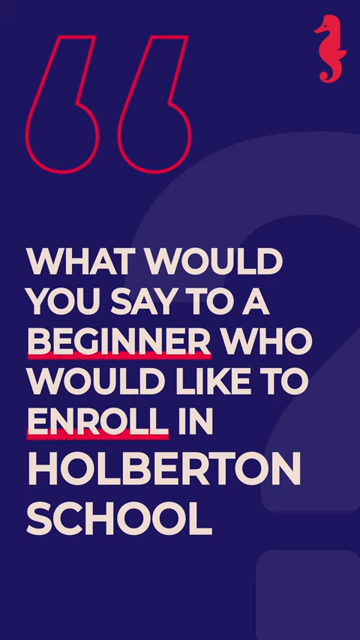 WHAT WOULD
YOU SAY TO A
BEGINNER WHO
WOULD LIKE TO
ENROLL IN
HOLBERTON
SCHOOL